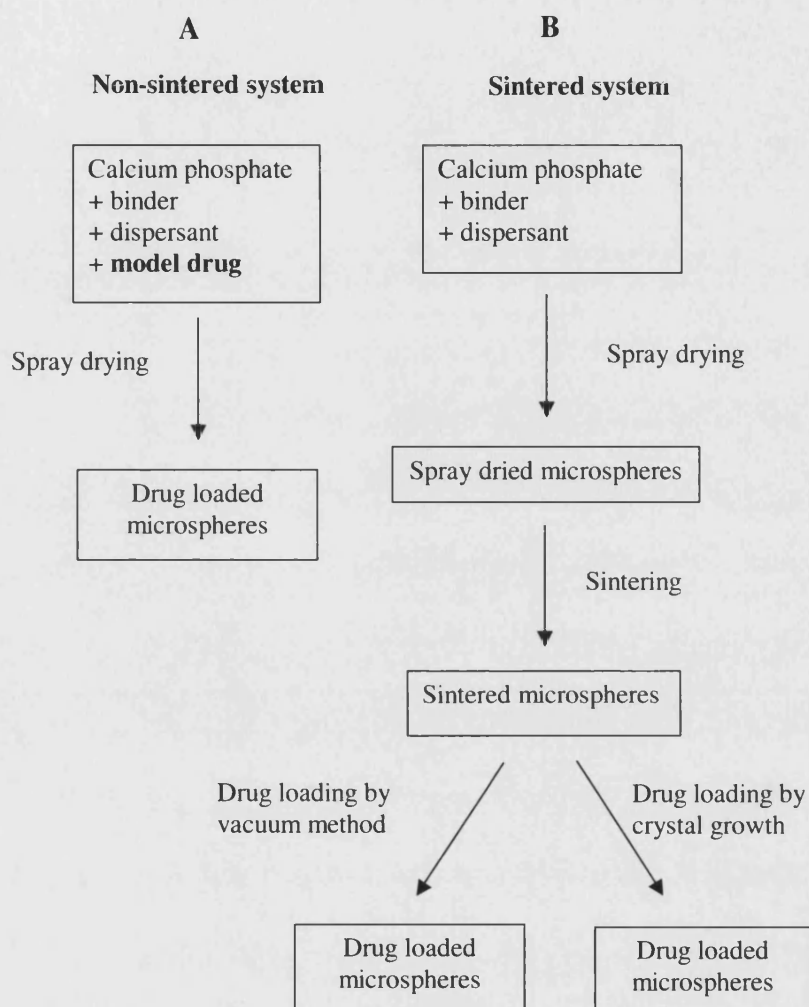 A
Non-sintered system
Calcium phosphate
+ binder
+ dispersant
+ model drug
Spray drying
Drug loaded
microspheres
B
Sintered system
Calcium phosphate
+ binder
+ dispersant
Spray drying
Spray dried microspheres
Sintering
Sintered microspheres
Drug loading by
vacuum method
Drug loading by
crystal growth
Drug loaded
microspheres
Drug loaded
microspheres